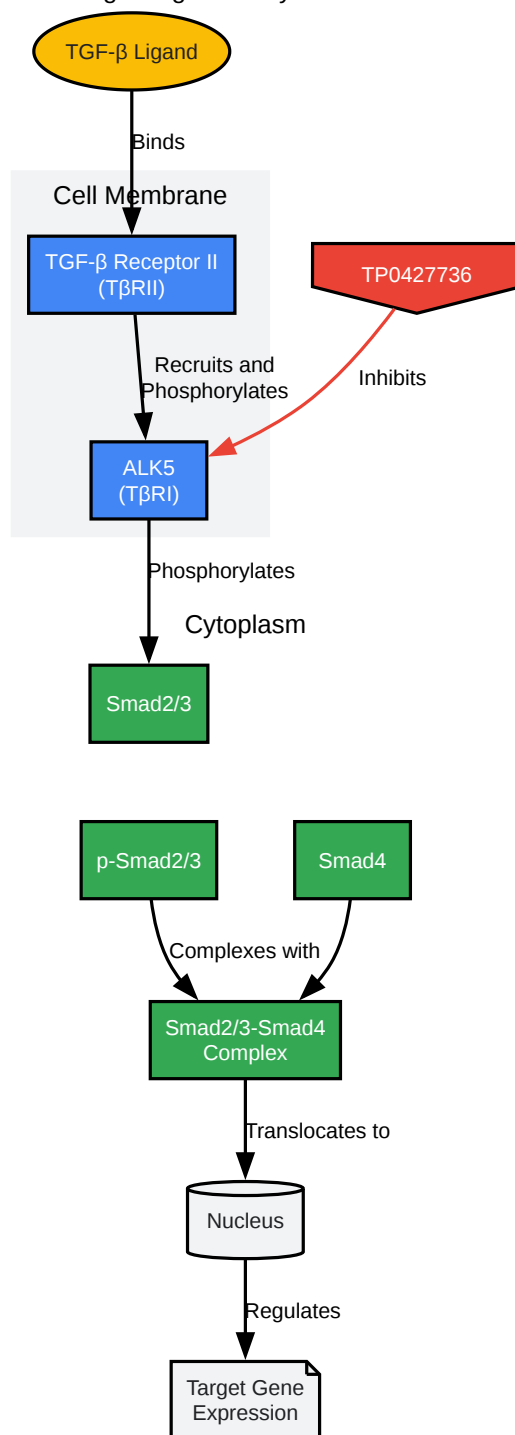 TGF-β Ligand
Binds
Cell Membrane
TGF-β Receptor II
(TβRII)
TP0427736
Recruits and
Phosphorylates
Inhibits
ALK5
(TβRI)
Phosphorylates
Cytoplasm
Smad2/3
p-Smad2/3
Smad4
Complexes with
Smad2/3-Smad4
Complex
Translocates to
Nucleus
Regulates
Target Gene
Expression